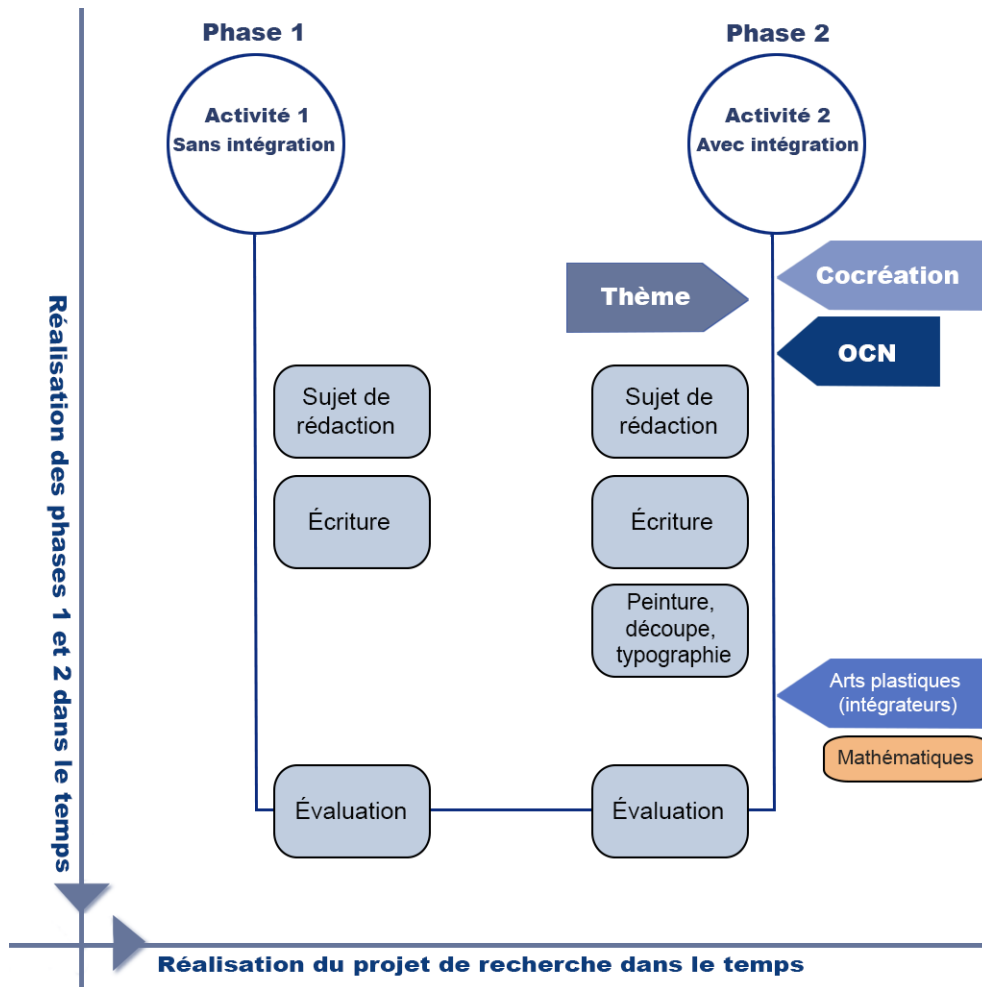 Phase 1
Phase 2
Activité 1
Sans intégration
Activité 2
Avec intégration
Thème
Cocréation
OCN
Sujet de
rédaction
Sujet de
rédaction
Écriture
Écriture
Peinture,
découpe,
typographie
Arts plastiques
(intégrateurs)
Mathématiques
Évaluation
Évaluation
Réalisation des phases 1 et 2 dans le temps
Réalisation du projet de recherche dans le temps